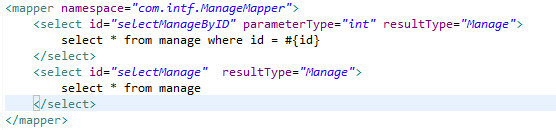 <mapper namespace="com.intf.ManageMapper">
<select id="selectManageByID" parameterType="int" resultType="Manage">
select * from manage where id = #{id}
</select>
<select id="selectManage"  resultType="Manage">
select * from manage
</select>
</mapper>